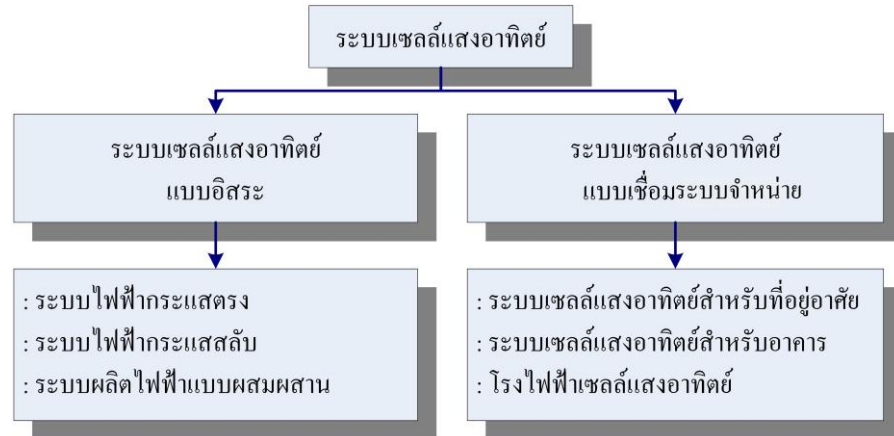 ระบบเซลล์แสงอาทิตย์
ระบบเซลล์แสงอาทิตย์
แบบอิสระ
ระบบเซลล์แสงอาทิตย์
แบบเชื่อมระบบจำหน่าย
: ระบบไฟฟ้ากระแสตรง
: ระบบไฟฟ้ากระแสสลับ
: ระบบผลิตไฟฟ้าแบบผสมผสาน
: ระบบเซลล์แสงอาทิตย์สำหรับที่อยู่อาศัย
: ระบบเซลล์แสงอาทิตย์สำหรับอาคาร
: โรงไฟฟ้าเซลล์แสงอาทิตย์